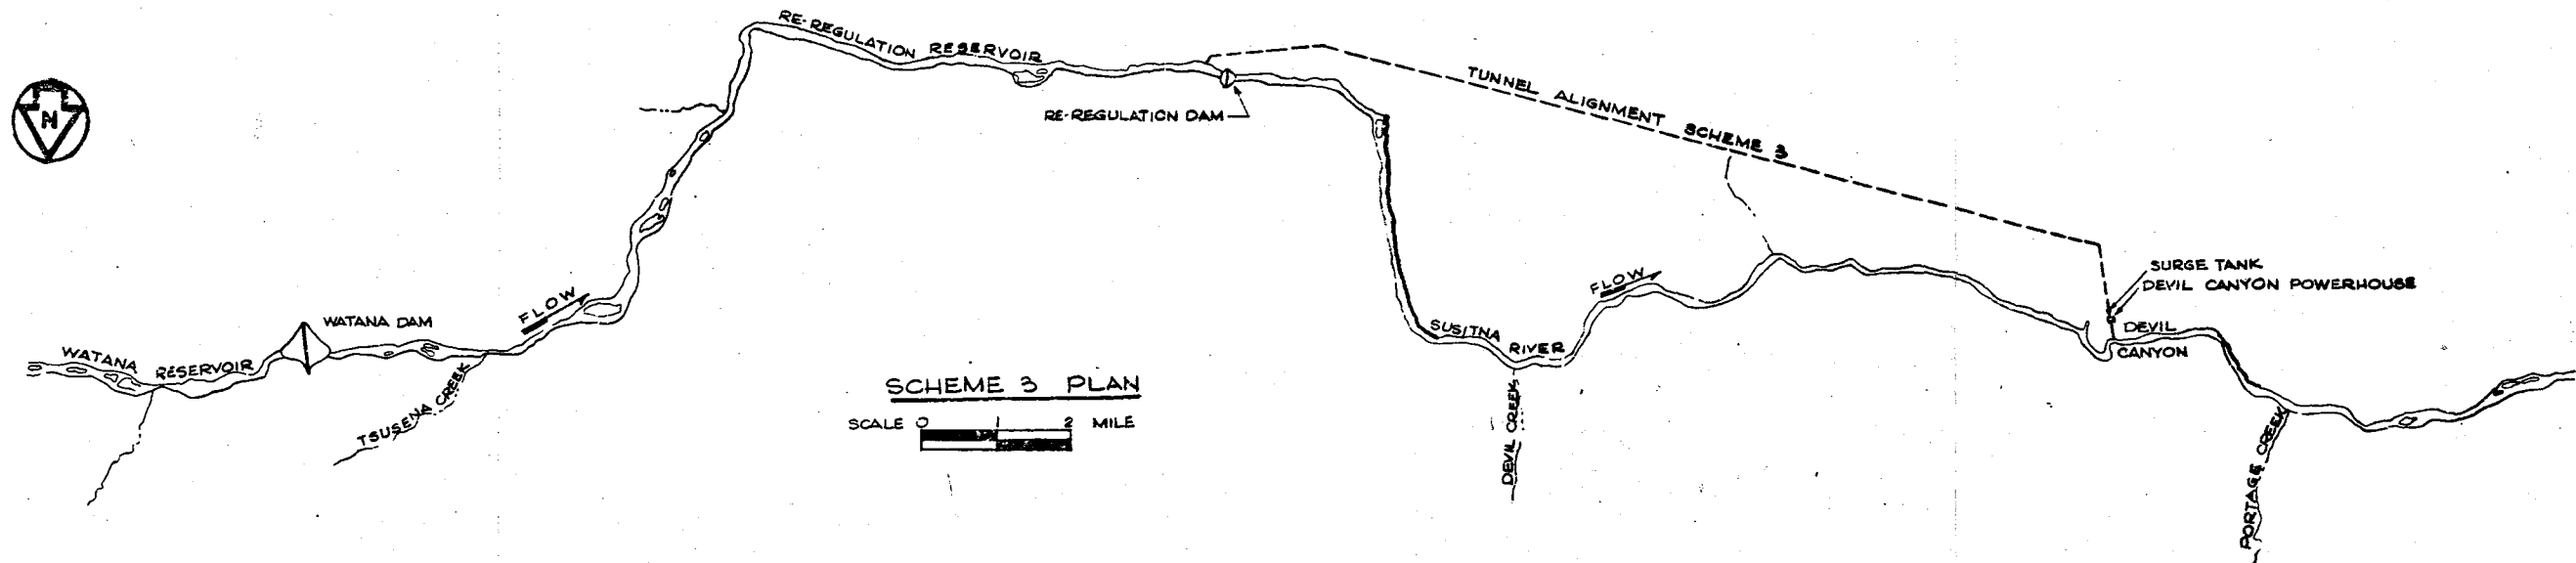 RE-REGULATION RESERVOIR
N
TUNNEL ALIGNMENT SCHEME 3
RE-REGULATION DAM
SURGE TANK
DEVIL CANYON POWERHOUSE
FLOW
FLOW
WATANA DAM
SUSITNA RIVER
DEVIL
CANYON
WATANA RESERVOIR
TSUSENA CREEK
SCHEME 3 PLAN
SCALE 0 1 2 MILE
DEVIL CREEK
PORTAGE CREEK